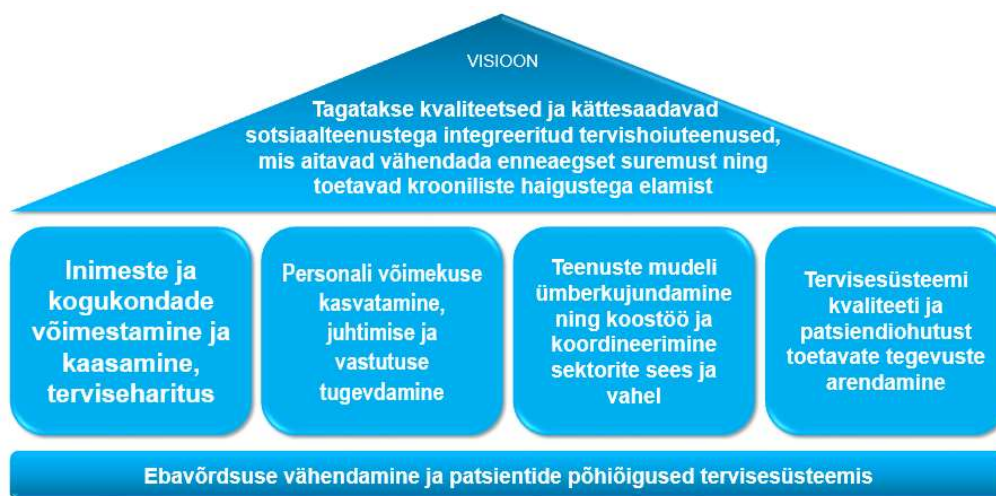 VISIOON
Tagatakse kvaliteetsed ja kättesaadavad
sotsiaalteenustega integreeritud tervishoiuteenused,
mis aitavad vähendada enneaegset suremust ning
toetavad krooniliste haigustega elamist
Inimeste ja
kogukondade
võimestamine ja
kaasamine,
terviseharitus
Personali võimekuse
kasvatamine,
juhtimise ja
vastutuse
tugevdamine
Teenuste mudeli
ümberkujundamine
ning koostöö ja
koordineerimine
sektorite sees ja
vahel
Tervisesüsteemi
kvaliteeti ja
patsiendiohutust
toetavate tegevuste
arendamine
Ebavõrdsuse vähendamine ja patsientide põhiõigused tervisesüsteemis